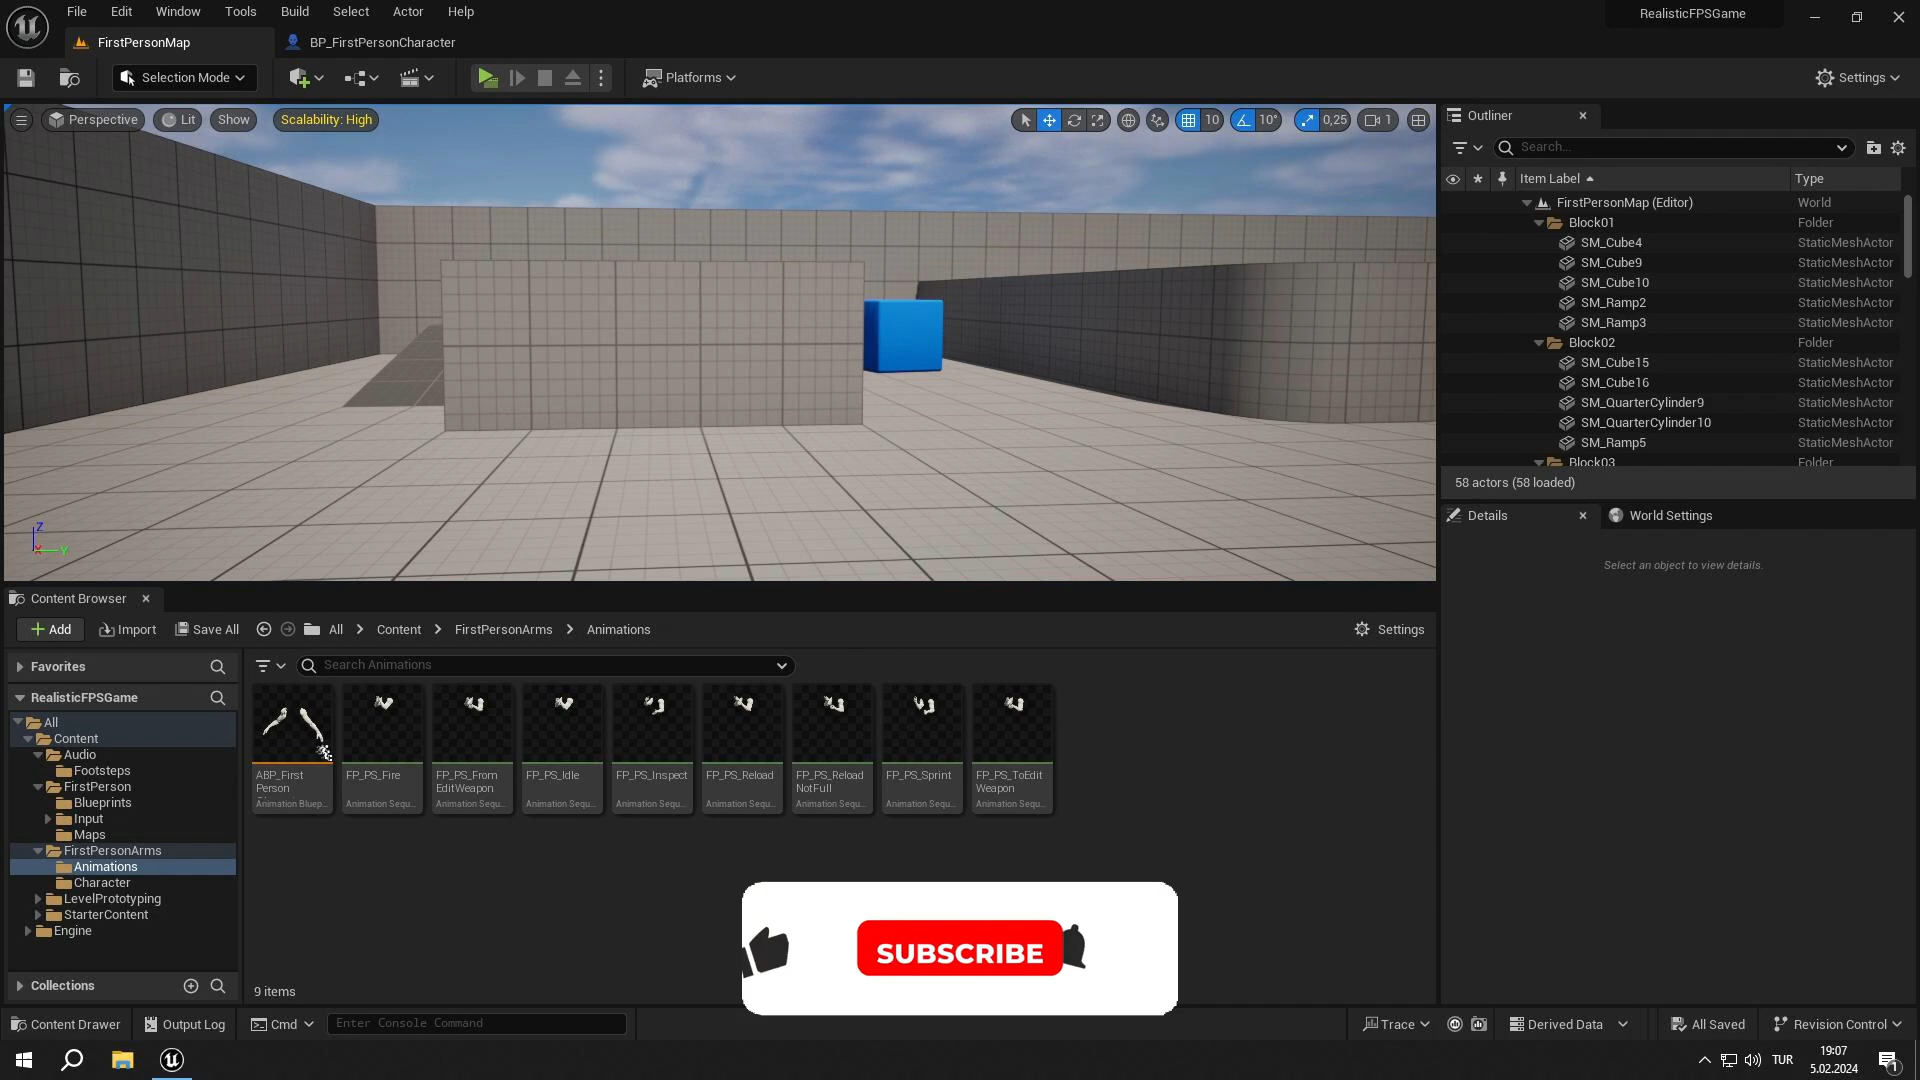 File Edit Window Tools Build Select Actor Help
RealisticFPSGame
FirstPersonMap
BP_FirstPersonCharacter
Selection Mode
Platforms
Settings
Perspective
Lit
Show
Scalability: High
10
10°
0,25
1
Z
X
Y
Outliner
Search...
Item Label
Type
FirstPersonMap (Editor) World
Block01 Folder
SM_Cube4 StaticMeshActor
SM_Cube9 StaticMeshActor
SM_Cube10 StaticMeshActor
SM_Ramp2 StaticMeshActor
SM_Ramp3 StaticMeshActor
Block02 Folder
SM_Cube15 StaticMeshActor
SM_Cube16 StaticMeshActor
SM_QuarterCylinder9 StaticMeshActor
SM_QuarterCylinder10 StaticMeshActor
SM_Ramp5 StaticMeshActor
Block03 Folder
58 actors (58 loaded)
Details
World Settings
Select an object to view details.
Content Browser
Add
Import
Save All
All
Content
FirstPersonArms
Animations
Settings
Favorites
RealisticFPSGame
All
Content
Audio
Footsteps
FirstPerson
Blueprints
Input
Maps
FirstPersonArms
Animations
Character
LevelPrototyping
StarterContent
Engine
Collections
Search Animations
ABP_First
Person
Animation Bluep...
FP_PS_Fire
Animation Sequ...
FP_PS_From
EditWeapon
Animation Sequ...
FP_PS_Idle
Animation Sequ...
FP_PS_Inspect
Animation Sequ...
FP_PS_Reload
Animation Sequ...
FP_PS_Reload
NotFull
Animation Sequ...
FP_PS_Sprint
Animation Sequ...
FP_PS_ToEdit
Weapon
Animation Sequ...
9 items
SUBSCRIBE
Content Drawer
Output Log
Cmd
Enter Console Command
Trace
Derived Data
All Saved
Revision Control
TUR
19:07
5.02.2024
1